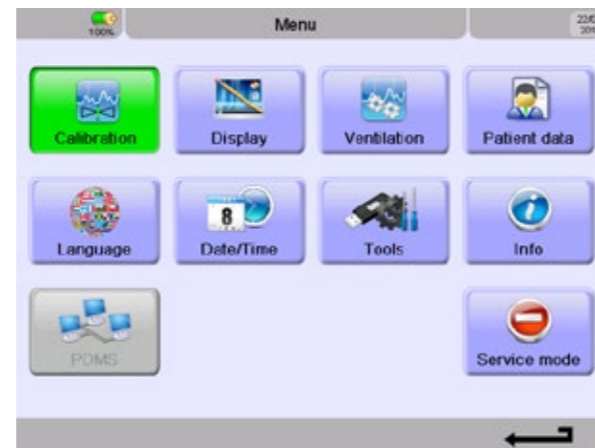 100%
Menu
Calibration
Display
Ventilation
Patient data
8
Language
Date/Time
Tools
Info
PDMS
Service mode